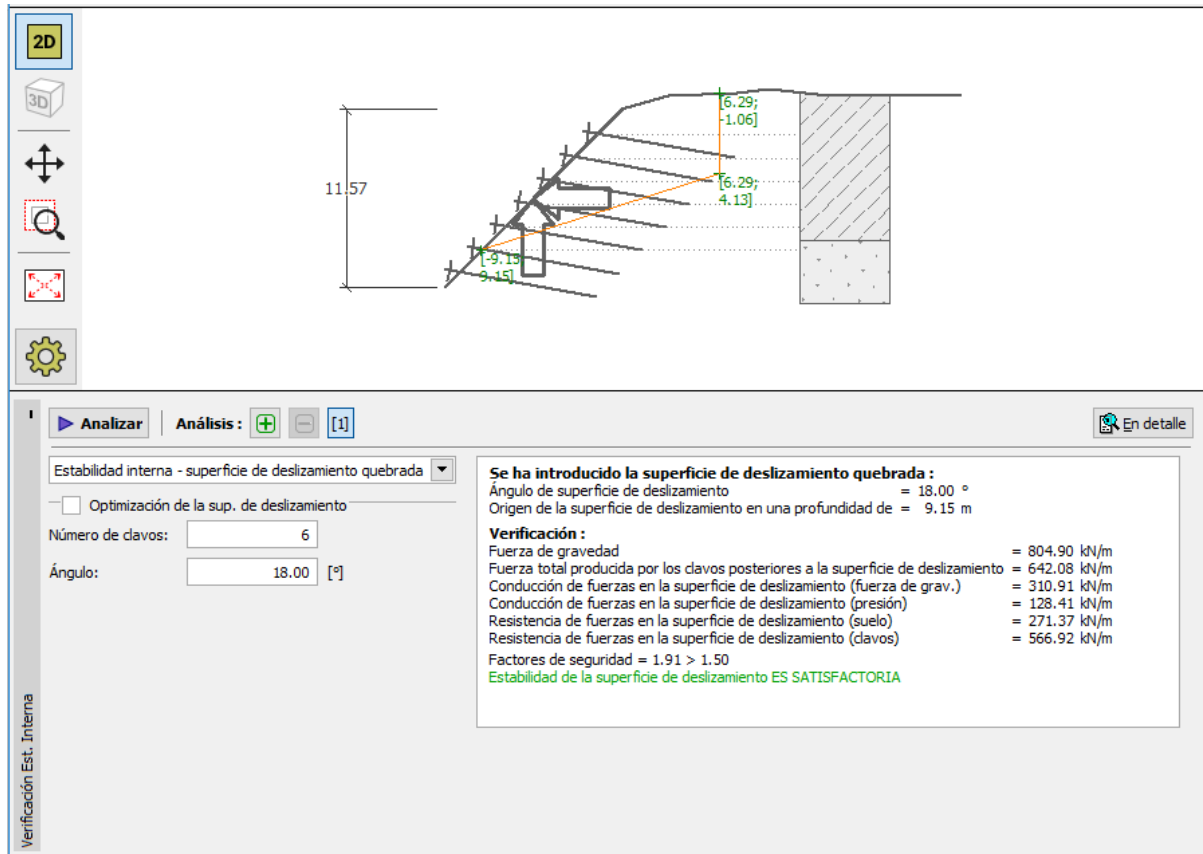 2D
3D
11.57
[6.29;
-1.06]
[6.29;
4.13]
[-9.15;
9.15]
Analizar
Análisis :
[1]
En detalle
Estabilidad interna - superficie de deslizamiento quebrada
Optimización de la sup. de deslizamiento
Número de clavos:
6
Ángulo:
18.00
[°]
Se ha introducido la superficie de deslizamiento quebrada :
Ángulo de superficie de deslizamiento = 18.00 °
Origen de la superficie de deslizamiento en una profundidad de = 9.15 m
Verificación :
Fuerza de gravedad = 804.90 kN/m
Fuerza total producida por los clavos posteriores a la superficie de deslizamiento = 642.08 kN/m
Conducción de fuerzas en la superficie de deslizamiento (fuerza de grav.) = 310.91 kN/m
Conducción de fuerzas en la superficie de deslizamiento (presión) = 128.41 kN/m
Resistencia de fuerzas en la superficie de deslizamiento (suelo) = 271.37 kN/m
Resistencia de fuerzas en la superficie de deslizamiento (clavos) = 566.92 kN/m
Factores de seguridad = 1.91 > 1.50
Estabilidad de la superficie de deslizamiento ES SATISFACTORIA
Verificación Est. Interna